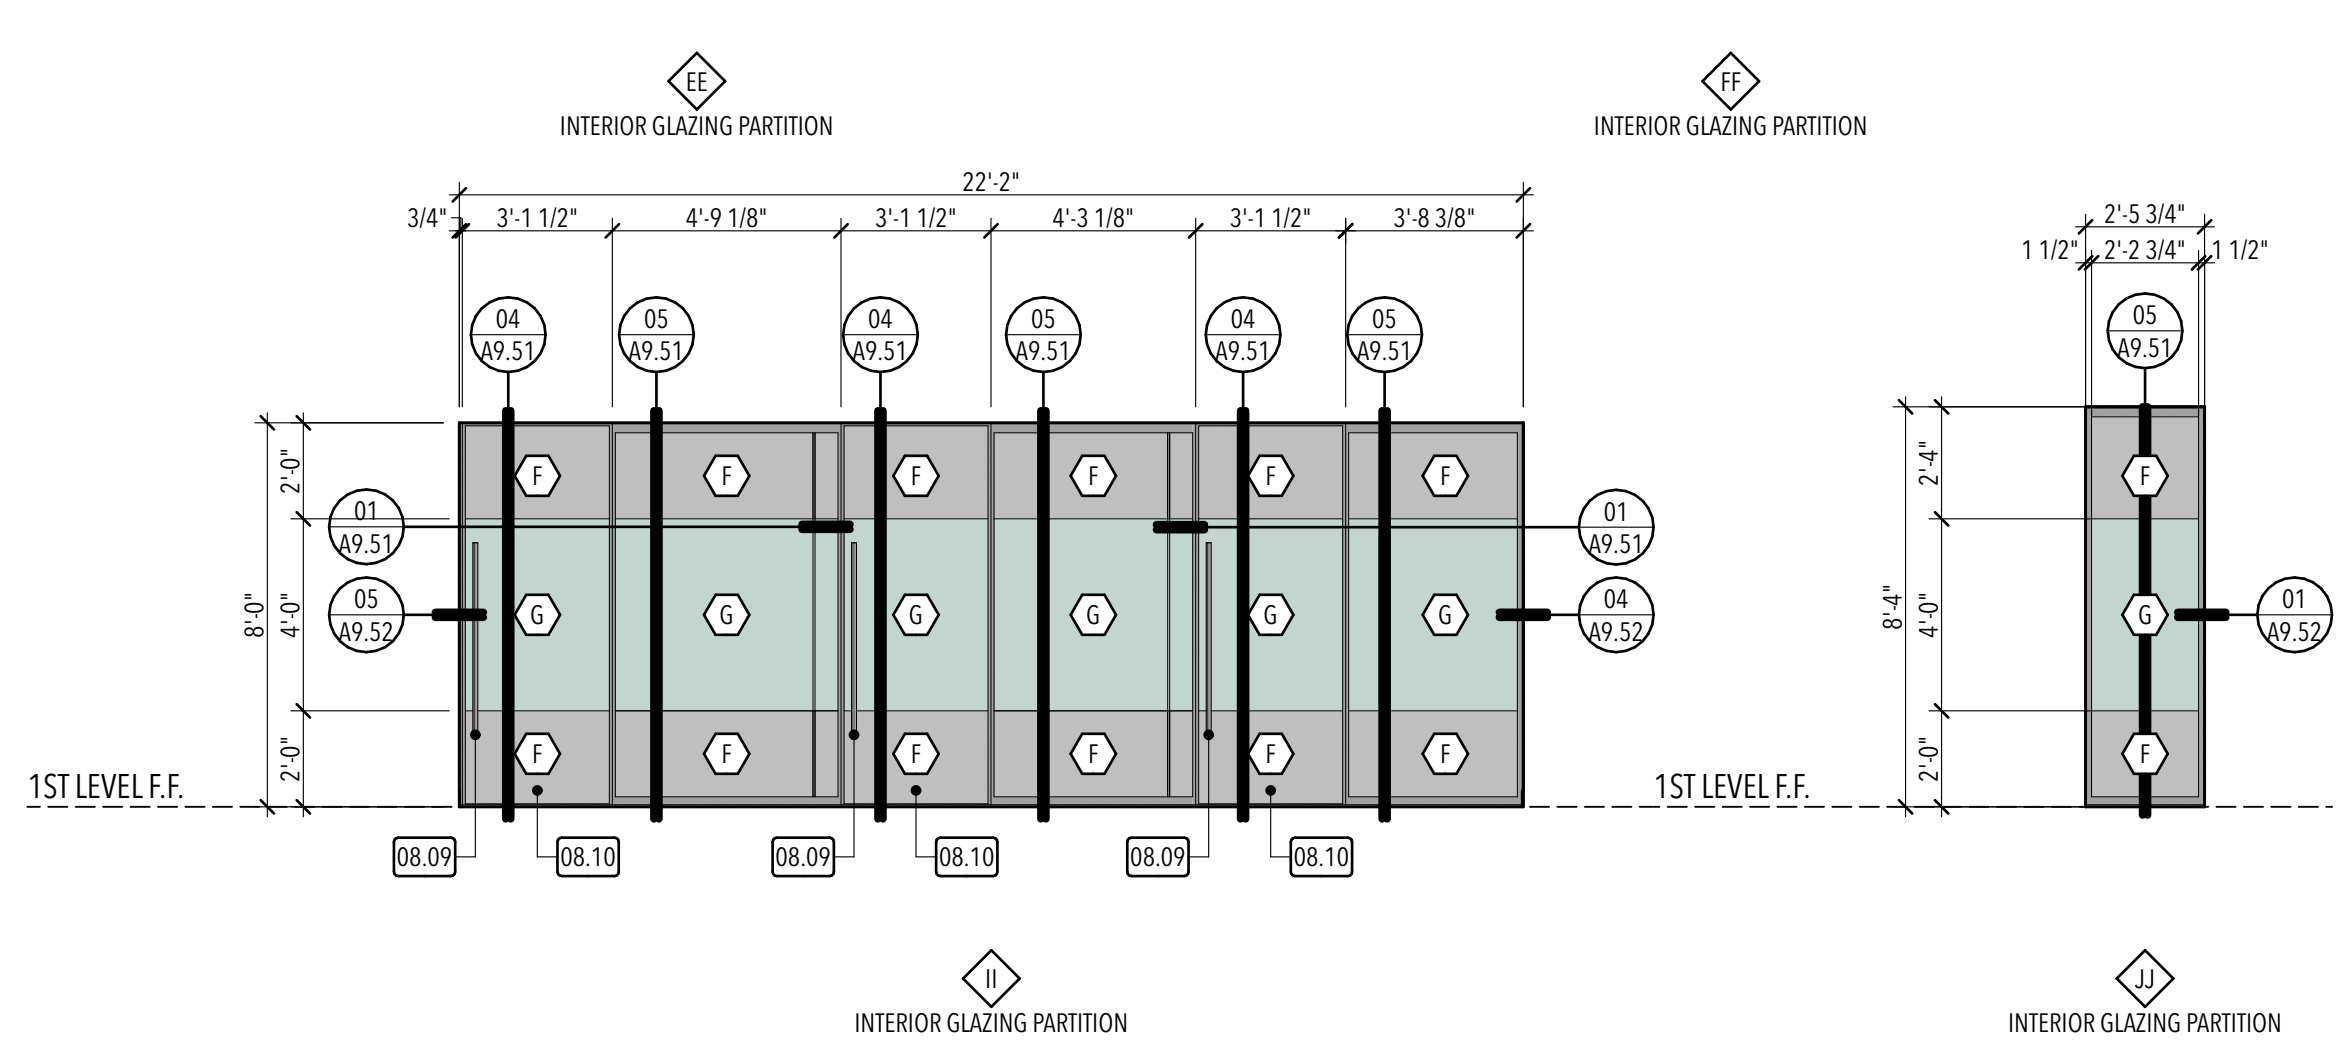 EE
INTERIOR GLAZING PARTITION
FF
INTERIOR GLAZING PARTITION
22'-2"
3/4" 3'-1 1/2" 4'-9 1/8" 3'-1 1/2" 4'-3 1/8" 3'-1 1/2" 3'-8 3/8"
2'-5 3/4"
1 1/2" 2'-2 3/4" 1 1/2"
04
A9.51
05
A9.51
04
A9.51
05
A9.51
04
A9.51
05
A9.51
05
A9.51
8'-0"
2'-0"
4'-0"
2'-0"
01
A9.51
05
A9.52
F F F F F F
G G G G G G
F F F F F F
01
A9.51
04
A9.52
8'-4"
2'-4"
4'-0"
2'-0"
F
G
F
01
A9.52
1ST LEVEL F.F.
1ST LEVEL F.F.
08.09 08.10 08.09 08.10 08.09 08.10
II
INTERIOR GLAZING PARTITION
JJ
INTERIOR GLAZING PARTITION